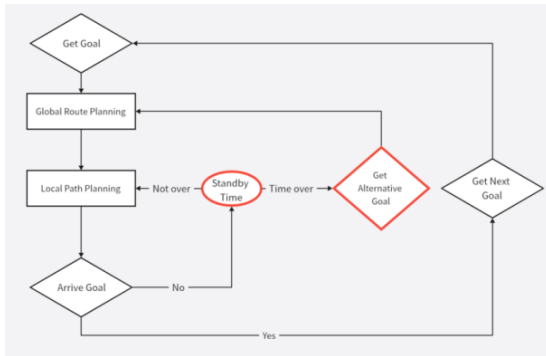 Get Goal
Global Route Planning
Local Path Planning
Not over
Standby
Time
Time over
Get
Alternative
Goal
Get Next
Goal
Arrive Goal
No
Yes